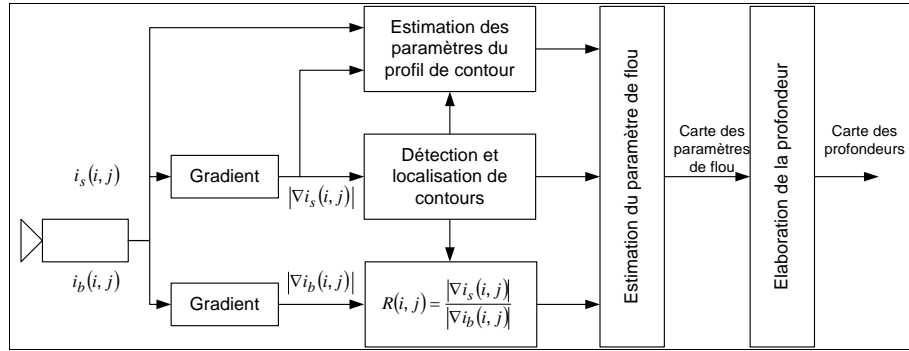 Estimation des
paramètres du
profil de contour
i_s(i, j)
Gradient
|∇i_s(i, j)|
Détection et
localisation de
contours
i_b(i, j)
Gradient
|∇i_b(i, j)|
R(i, j) = |∇i_s(i, j)| / |∇i_b(i, j)|
Estimation du paramètre de flou
Carte des
paramètres
de flou
Elaboration de la profondeur
Carte des
profondeurs